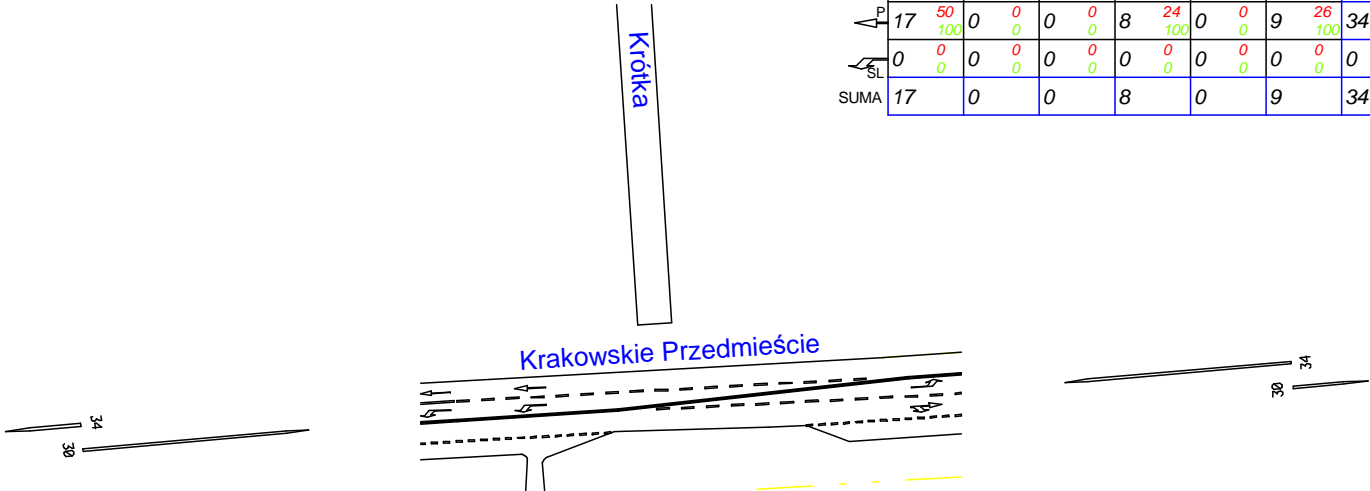 P 17 50 100 0 0 0 0 0 0 8 24 100 0 0 0 9 26 100 34
SL 0 0 0 0 0 0 0 0 0 0 0 0 0 0 0 0 0 0 0
SUMA 17 0 0 8 0 9 34
Krótka
Krakowskie Przedmieście
34
30
34
30